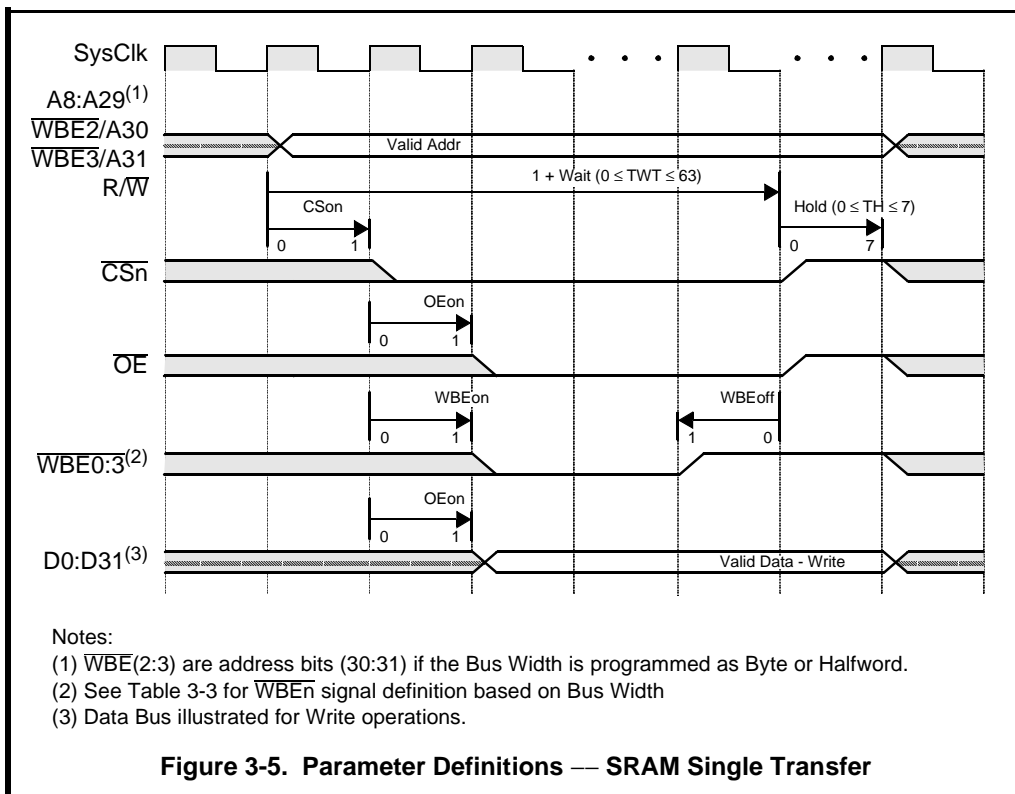 SysClk
A8:A29(1)
WBE2/A30
Valid Addr
WBE3/A31
R/W
1 + Wait (0 ≤ TWT ≤ 63)
CSon
Hold (0 ≤ TH ≤ 7)
0 1
0 7
CSn
OEon
0 1
OE
WBEon
WBEoff
0 1
1 0
WBE0:3(2)
OEon
0 1
D0:D31(3)
Valid Data - Write
Notes:
(1) WBE(2:3) are address bits (30:31) if the Bus Width is programmed as Byte or Halfword.
(2) See Table 3-3 for WBEn signal definition based on Bus Width
(3) Data Bus illustrated for Write operations.
Figure 3-5. Parameter Definitions –– SRAM Single Transfer